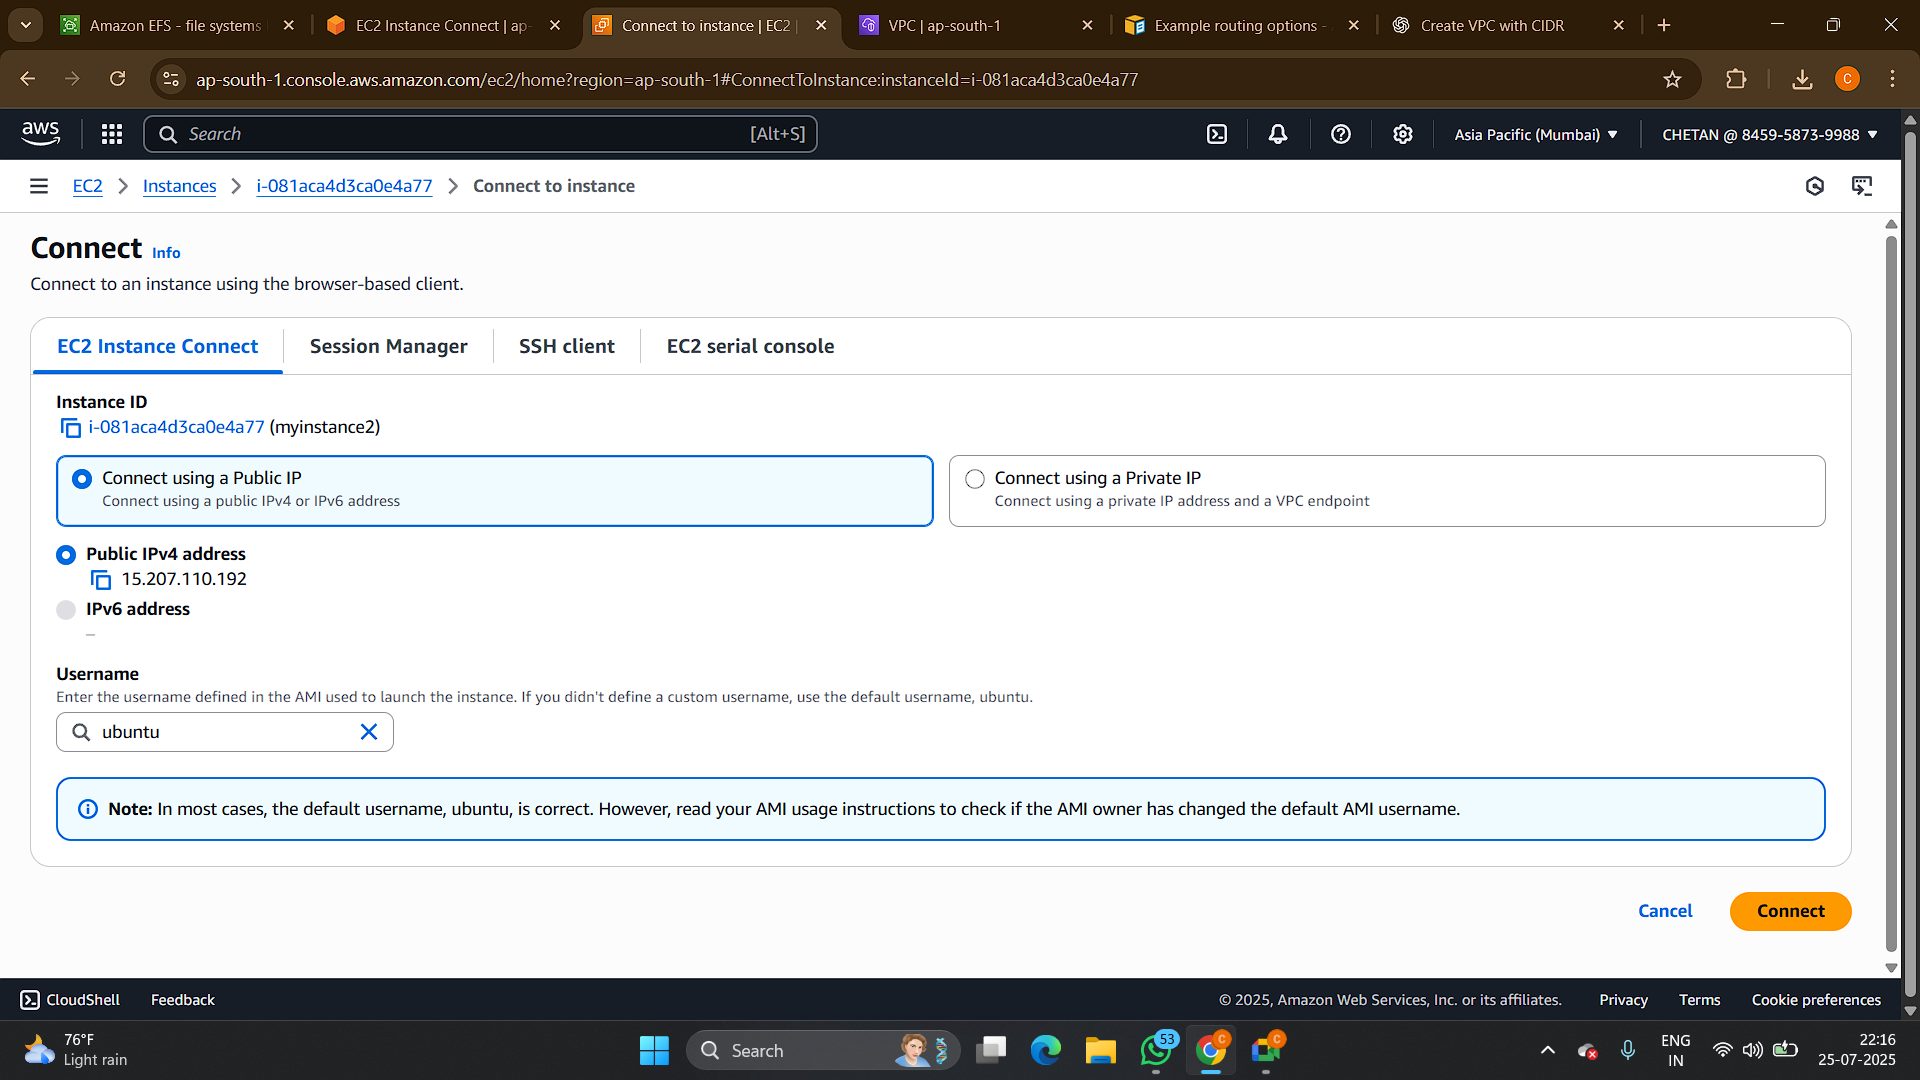 Amazon EFS - file systems
EC2 Instance Connect | ap-
Connect to instance | EC2 |
VPC | ap-south-1
Example routing options -
Create VPC with CIDR
ap-south-1.console.aws.amazon.com/ec2/home?region=ap-south-1#ConnectToInstance:instanceId=i-081aca4d3ca0e4a77
C
aws
Search
[Alt+S]
Asia Pacific (Mumbai)
CHETAN @ 8459-5873-9988
EC2
Instances
i-081aca4d3ca0e4a77
Connect to instance
Connect Info
Connect to an instance using the browser-based client.
EC2 Instance Connect
Session Manager
SSH client
EC2 serial console
Instance ID
i-081aca4d3ca0e4a77 (myinstance2)
Connect using a Public IP
Connect using a public IPv4 or IPv6 address
Connect using a Private IP
Connect using a private IP address and a VPC endpoint
Public IPv4 address
15.207.110.192
IPv6 address
–
Username
Enter the username defined in the AMI used to launch the instance. If you didn't define a custom username, use the default username, ubuntu.
ubuntu
Note: In most cases, the default username, ubuntu, is correct. However, read your AMI usage instructions to check if the AMI owner has changed the default AMI username.
Cancel
Connect
CloudShell
Feedback
© 2025, Amazon Web Services, Inc. or its affiliates.
Privacy
Terms
Cookie preferences
76°F
Light rain
Search
53
C
C
ENG
IN
22:16
25-07-2025